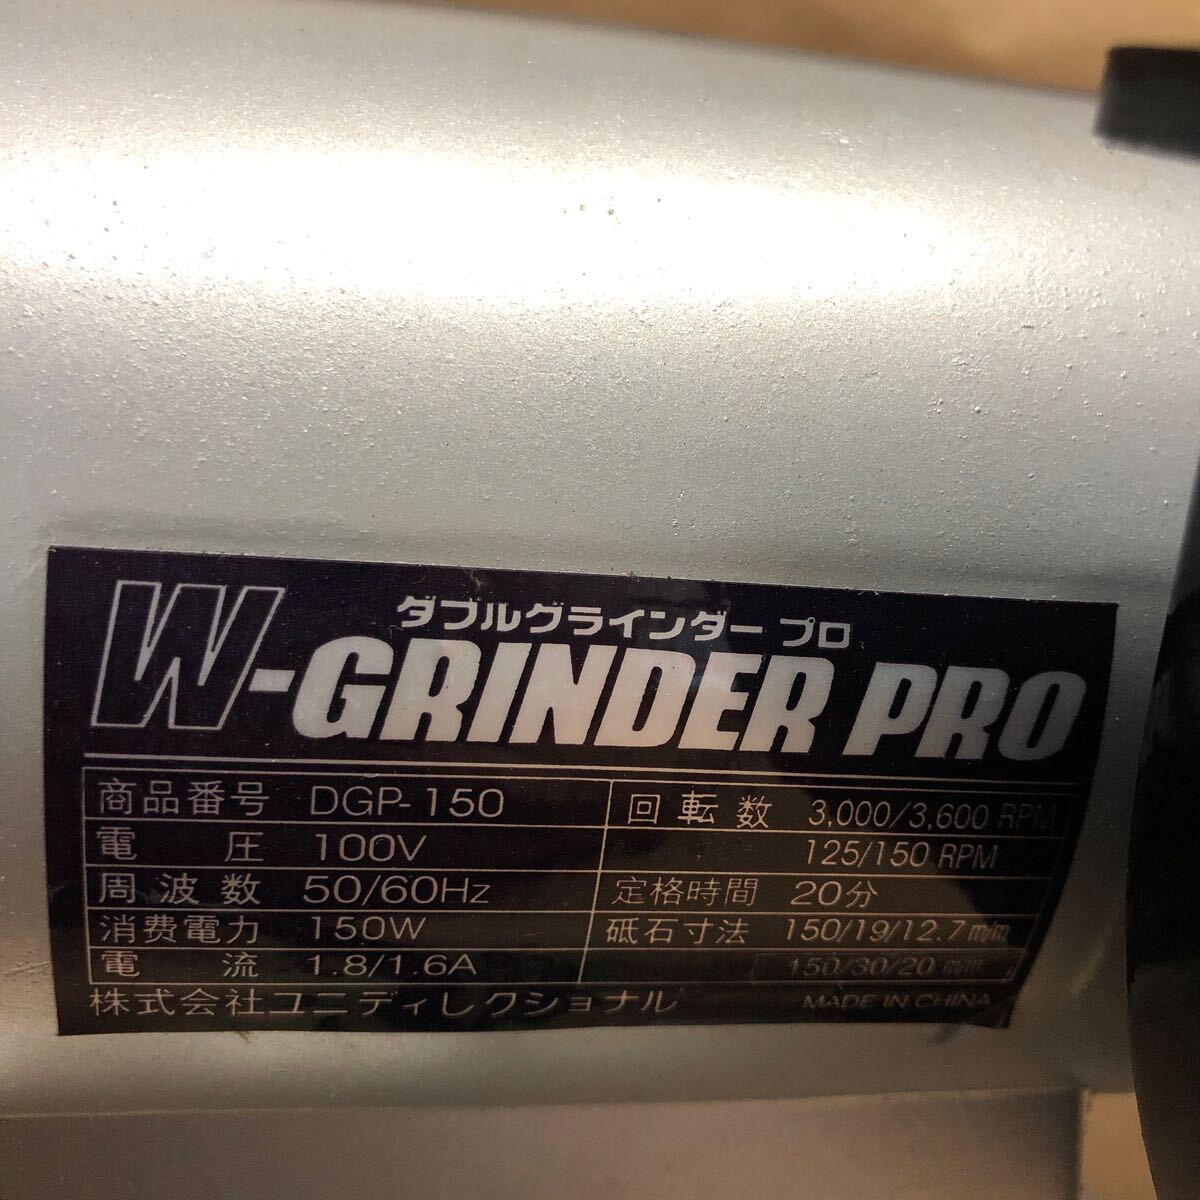 ダブルグラインダー プロ
W-GRINDER PRO
商品番号 DGP-150
電圧 100V
周波数 50/60Hz
消費電力 150W
電流 1.8/1.6A
回転数 3,000/3,600 RPM
125/150 RPM
定格時間 20分
砥石寸法 150/19/12.7 m/m
150/30/20 m/m
株式会社ユニディレクショナル
MADE IN CHINA